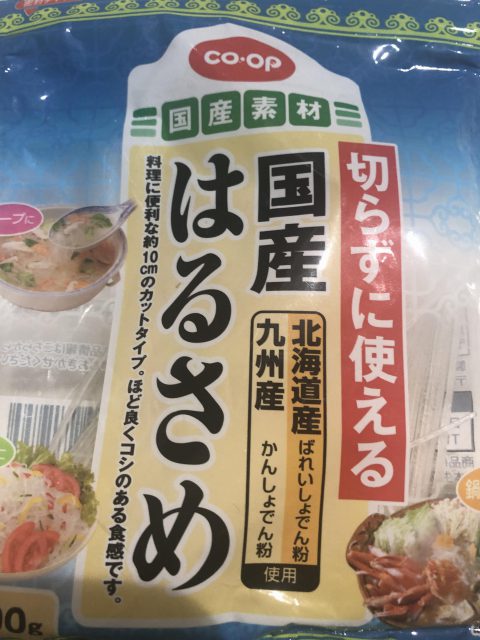 co·op
国産素材
切らずに使える
国産
はるさめ
北海道産 ばれいしょでん粉
九州産 かんしょでん粉
使用
料理に便利な約10cmのカットタイプ。ほど良くコシのある食感です。
ープに
鍋
00g